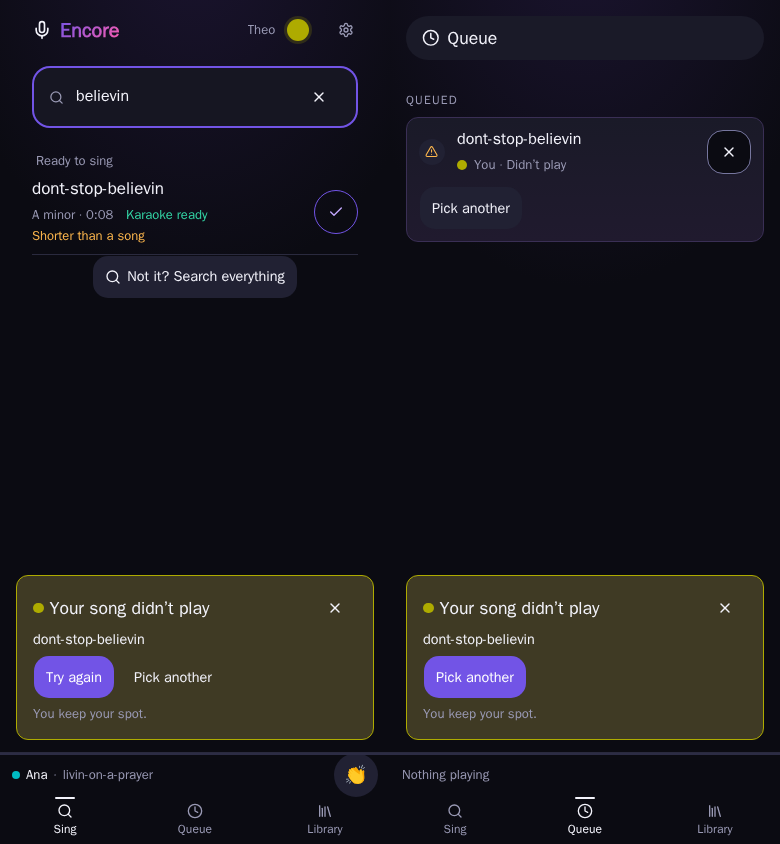 Encore
Theo
believin
Ready to sing
dont-stop-believin
A minor · 0:08 Karaoke ready
Shorter than a song
Not it? Search everything
Your song didn’t play
dont-stop-believin
Try again
Pick another
You keep your spot.
Ana · livin-on-a-prayer
Sing
Queue
Library
Queue
QUEUED
dont-stop-believin
You · Didn’t play
Pick another
Your song didn’t play
dont-stop-believin
Pick another
You keep your spot.
Nothing playing
Sing
Queue
Library